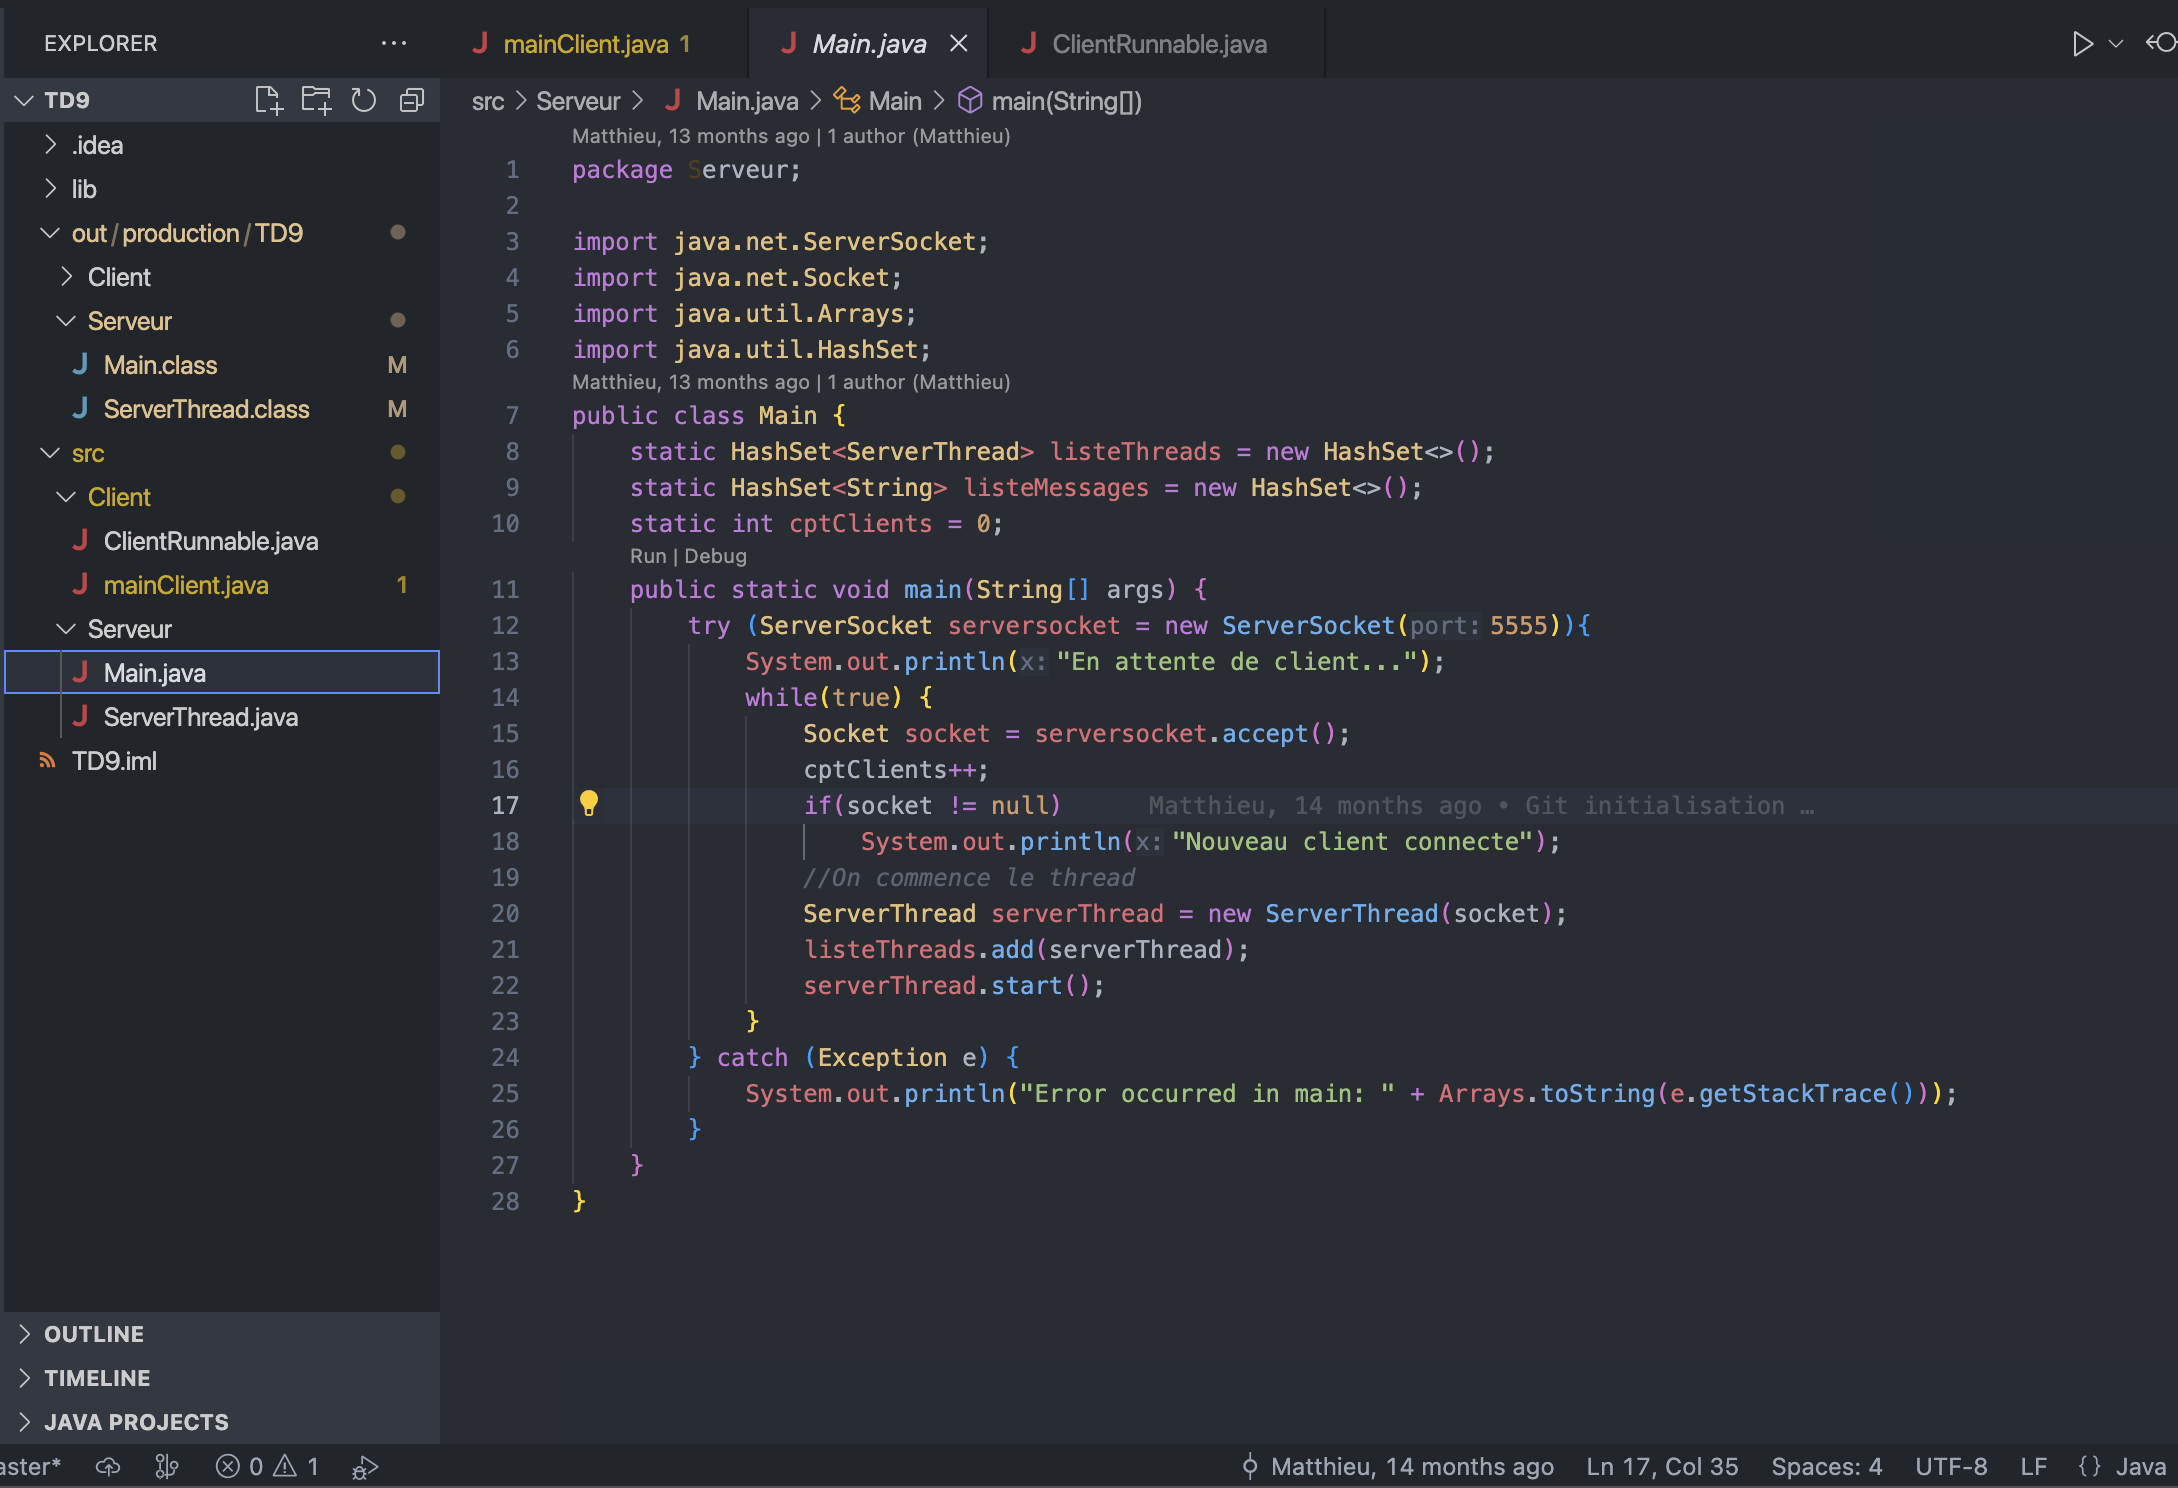 EXPLORER ...
mainClient.java 1
Main.java
ClientRunnable.java
TD9
.idea
lib
out/production/TD9
Client
Serveur
Main.class M
ServerThread.class M
src
Client
ClientRunnable.java
mainClient.java 1
Serveur
Main.java
ServerThread.java
TD9.iml
OUTLINE
TIMELINE
JAVA PROJECTS
src > Serveur > Main.java > Main > main(String[])
Matthieu, 13 months ago | 1 author (Matthieu)
1 package Serveur;
2
3 import java.net.ServerSocket;
4 import java.net.Socket;
5 import java.util.Arrays;
6 import java.util.HashSet;
Matthieu, 13 months ago | 1 author (Matthieu)
7 public class Main {
8 static HashSet<ServerThread> listeThreads = new HashSet<>();
9 static HashSet<String> listeMessages = new HashSet<>();
10 static int cptClients = 0;
Run | Debug
11 public static void main(String[] args) {
12 try (ServerSocket serversocket = new ServerSocket(port: 5555)){
13 System.out.println(x: "En attente de client...");
14 while(true) {
15 Socket socket = serversocket.accept();
16 cptClients++;
17 if(socket != null) Matthieu, 14 months ago • Git initialisation …
18 System.out.println(x: "Nouveau client connecte");
19 //On commence le thread
20 ServerThread serverThread = new ServerThread(socket);
21 listeThreads.add(serverThread);
22 serverThread.start();
23 }
24 } catch (Exception e) {
25 System.out.println("Error occurred in main: " + Arrays.toString(e.getStackTrace()));
26 }
27 }
28 }
aster* 0 1 Matthieu, 14 months ago Ln 17, Col 35 Spaces: 4 UTF-8 LF {} Java